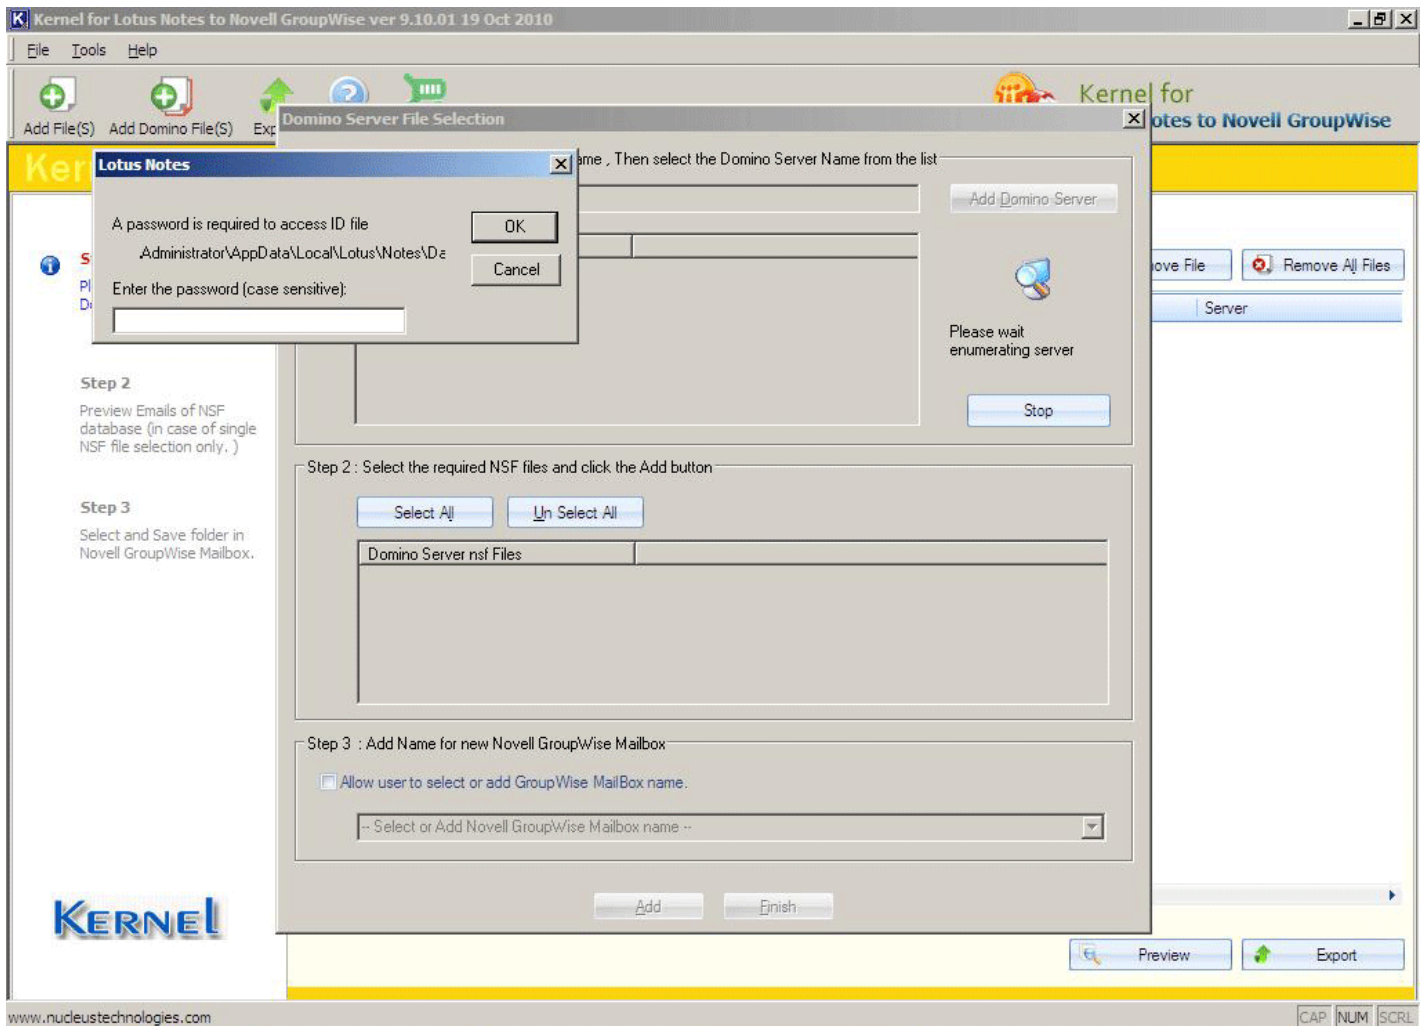 Kernel for Lotus Notes to Novell GroupWise ver 9.10.01 19 Oct 2010
File Tools Help
Add File(S) Add Domino File(S) Exp
Kernel for
otes to Novell GroupWise
Domino Server File Selection
Ker
Lotus Notes
ame , Then select the Domino Server Name from the list
Add Domino Server
A password is required to access ID file
.Administrator\AppData\Local\Lotus\Notes\Da
OK
Cancel
Enter the password (case sensitive):
S
Pl
D
ove File
Remove All Files
Server
Please wait
enumerating server
Stop
Step 2
Preview Emails of NSF
database (in case of single
NSF file selection only. )
Step 3
Select and Save folder in
Novell GroupWise Mailbox.
Step 2 : Select the required NSF files and click the Add button
Select All Un Select All
Domino Server nsf Files
Step 3 : Add Name for new Novell GroupWise Mailbox
Allow user to select or add GroupWise MailBox name.
-- Select or Add Novell GroupWise Mailbox name --
Add Finish
KERNEl
Preview Export
www.nucleustechnologies.com
CAP NUM SCRL